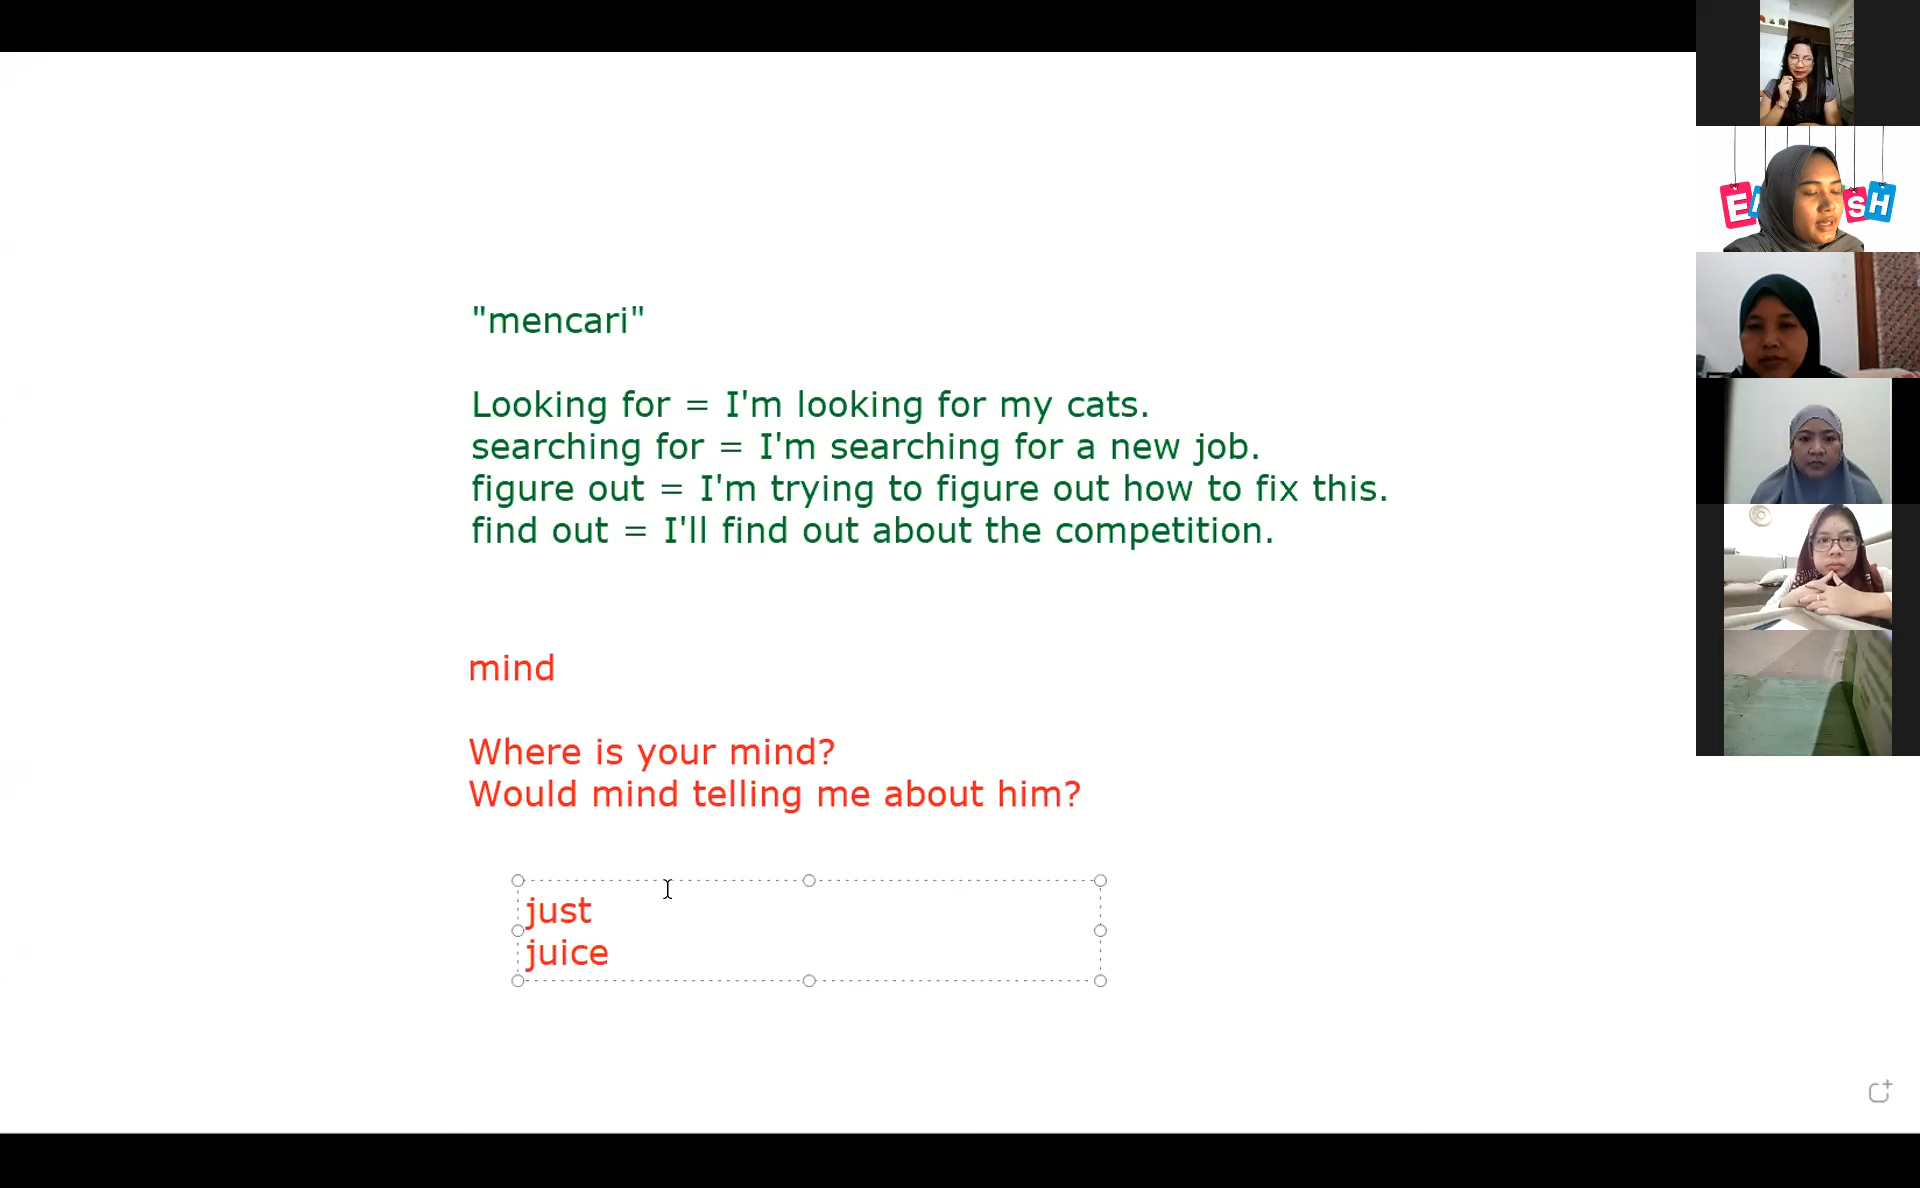 "mencari"
Looking for = I'm looking for my cats.
searching for = I'm searching for a new job.
figure out = I'm trying to figure out how to fix this.
find out = I'll find out about the competition.
mind
Where is your mind?
Would mind telling me about him?
just
juice
E
S H